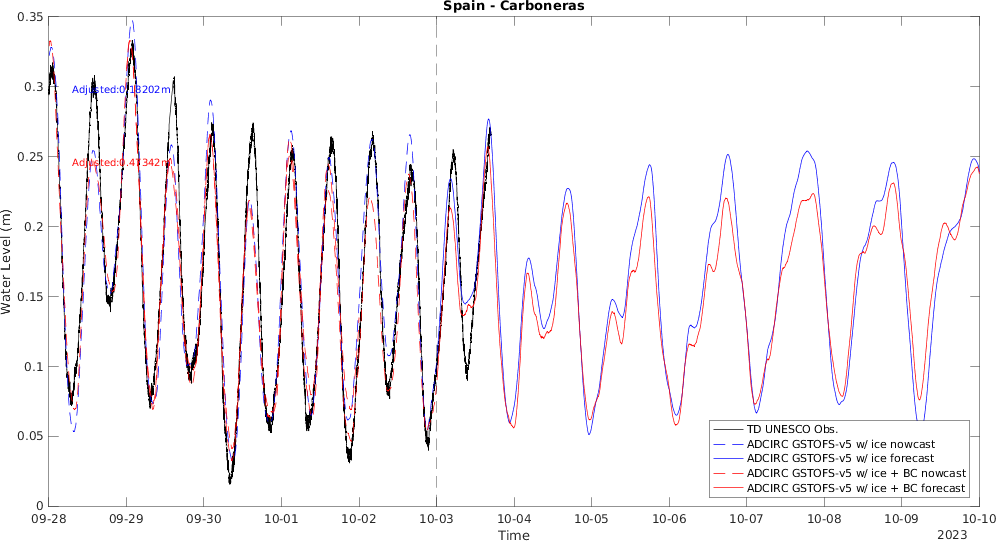 Spain - Carboneras
0.35
0.3
0.25
0.2
0.15
0.1
0.05
0
Water Level (m)
Adjusted:0.18202m
Adjusted:0.47342m
TD UNESCO Obs.
ADCIRC GSTOFS-v5 w/ ice nowcast
ADCIRC GSTOFS-v5 w/ ice forecast
ADCIRC GSTOFS-v5 w/ ice + BC nowcast
ADCIRC GSTOFS-v5 w/ ice + BC forecast
09-28 09-29 09-30 10-01 10-02 10-03 10-04 10-05 10-06 10-07 10-08 10-09 10-10
Time
2023